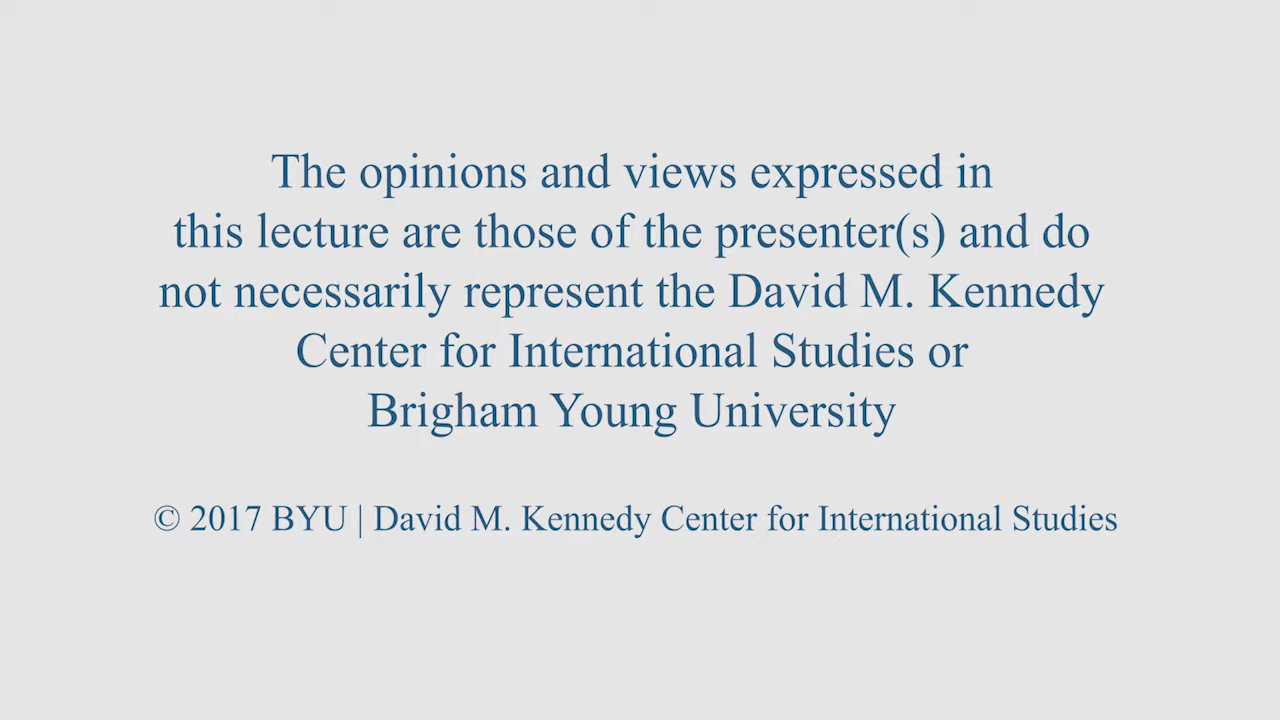 The opinions and views expressed in
this lecture are those of the presenter(s) and do
not necessarily represent the David M. Kennedy
Center for International Studies or
Brigham Young University
© 2017 BYU | David M. Kennedy Center for International Studies